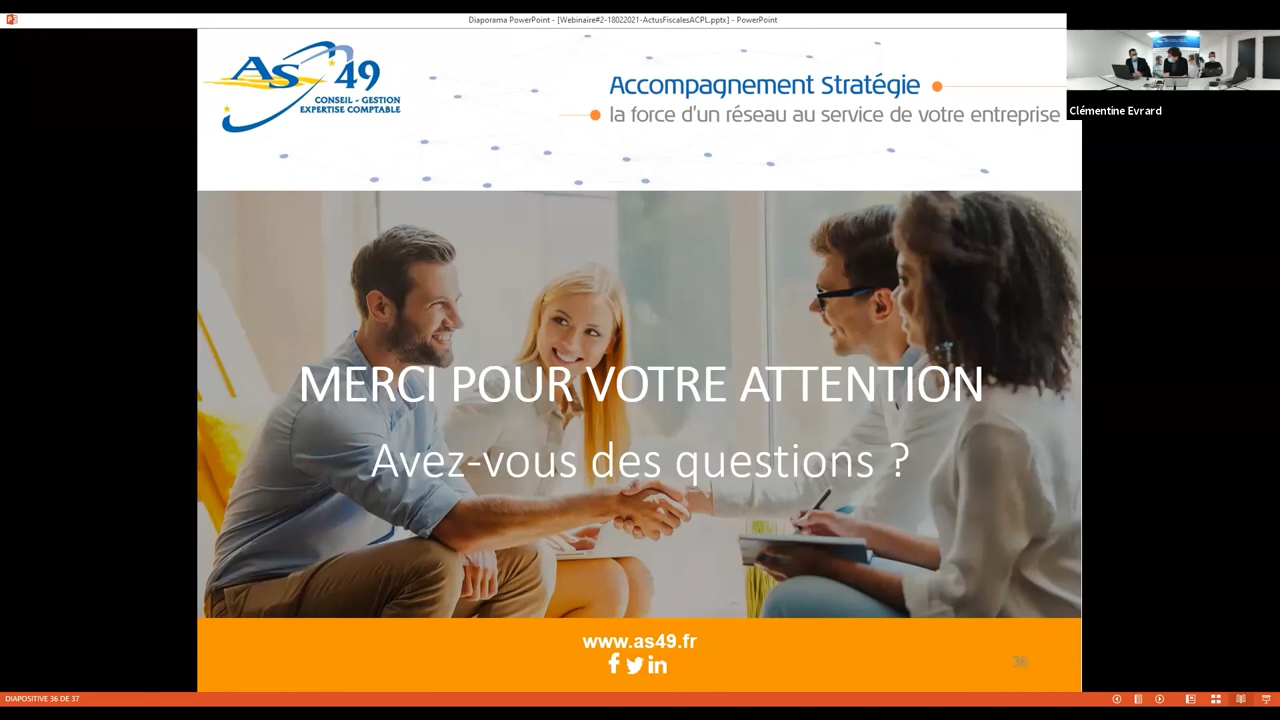 Diaporama PowerPoint - [Webinaire#2-18022021-ActusFiscalesACPL.pptx] - PowerPoint
AS 49
CONSEIL - GESTION
EXPERTISE COMPTABLE
Accompagnement Stratégie
la force d'un réseau au service de votre entreprise
Clémentine Evrard
MERCI POUR VOTRE ATTENTION
Avez-vous des questions ?
www.as49.fr
36
DIAPOSITIVE 36 DE 37